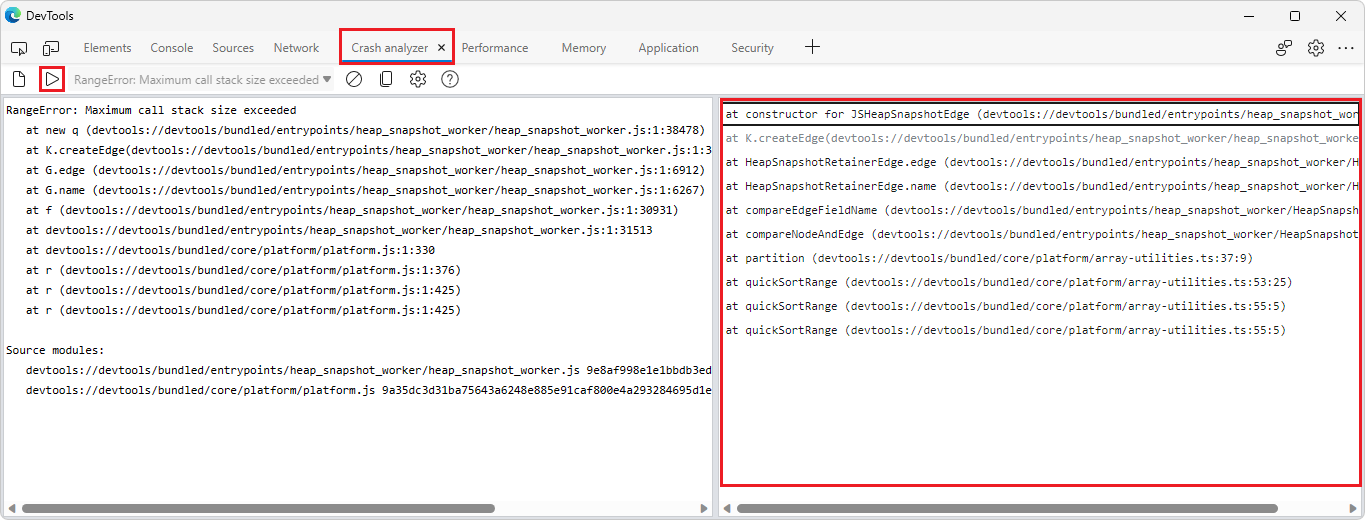 DevTools
Elements Console Sources Network Crash analyzer Performance Memory Application Security
RangeError: Maximum call stack size exceeded
RangeError: Maximum call stack size exceeded
at new q (devtools://devtools/bundled/entrypoints/heap_snapshot_worker/heap_snapshot_worker.js:1:38478)
at K.createEdge(devtools://devtools/bundled/entrypoints/heap_snapshot_worker/heap_snapshot_worker.js:1:3
at G.edge (devtools://devtools/bundled/entrypoints/heap_snapshot_worker/heap_snapshot_worker.js:1:6912)
at G.name (devtools://devtools/bundled/entrypoints/heap_snapshot_worker/heap_snapshot_worker.js:1:6267)
at f (devtools://devtools/bundled/entrypoints/heap_snapshot_worker/heap_snapshot_worker.js:1:30931)
at devtools://devtools/bundled/entrypoints/heap_snapshot_worker/heap_snapshot_worker.js:1:31513
at devtools://devtools/bundled/core/platform/platform.js:1:330
at r (devtools://devtools/bundled/core/platform/platform.js:1:376)
at r (devtools://devtools/bundled/core/platform/platform.js:1:425)
at r (devtools://devtools/bundled/core/platform/platform.js:1:425)
Source modules:
devtools://devtools/bundled/entrypoints/heap_snapshot_worker/heap_snapshot_worker.js 9e8af998e1e1bbdb3ed
devtools://devtools/bundled/core/platform/platform.js 9a35dc3d31ba75643a6248e885e91caf800e4a293284695d1e
at constructor for JSHeapSnapshotEdge (devtools://devtools/bundled/entrypoints/heap_snapshot_wor
at K.createEdge(devtools://devtools/bundled/entrypoints/heap_snapshot_worker/heap_snapshot_worke
at HeapSnapshotRetainerEdge.edge (devtools://devtools/bundled/entrypoints/heap_snapshot_worker/H
at HeapSnapshotRetainerEdge.name (devtools://devtools/bundled/entrypoints/heap_snapshot_worker/H
at compareEdgeFieldName (devtools://devtools/bundled/entrypoints/heap_snapshot_worker/HeapSnapsh
at compareNodeAndEdge (devtools://devtools/bundled/entrypoints/heap_snapshot_worker/HeapSnapshot
at partition (devtools://devtools/bundled/core/platform/array-utilities.ts:37:9)
at quickSortRange (devtools://devtools/bundled/core/platform/array-utilities.ts:53:25)
at quickSortRange (devtools://devtools/bundled/core/platform/array-utilities.ts:55:5)
at quickSortRange (devtools://devtools/bundled/core/platform/array-utilities.ts:55:5)